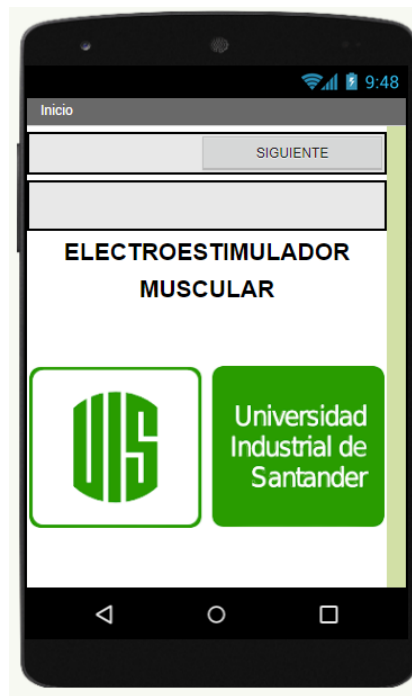 9:48
Inicio
SIGUIENTE
ELECTROESTIMULADOR
MUSCULAR
UIS
Universidad
Industrial de
Santander